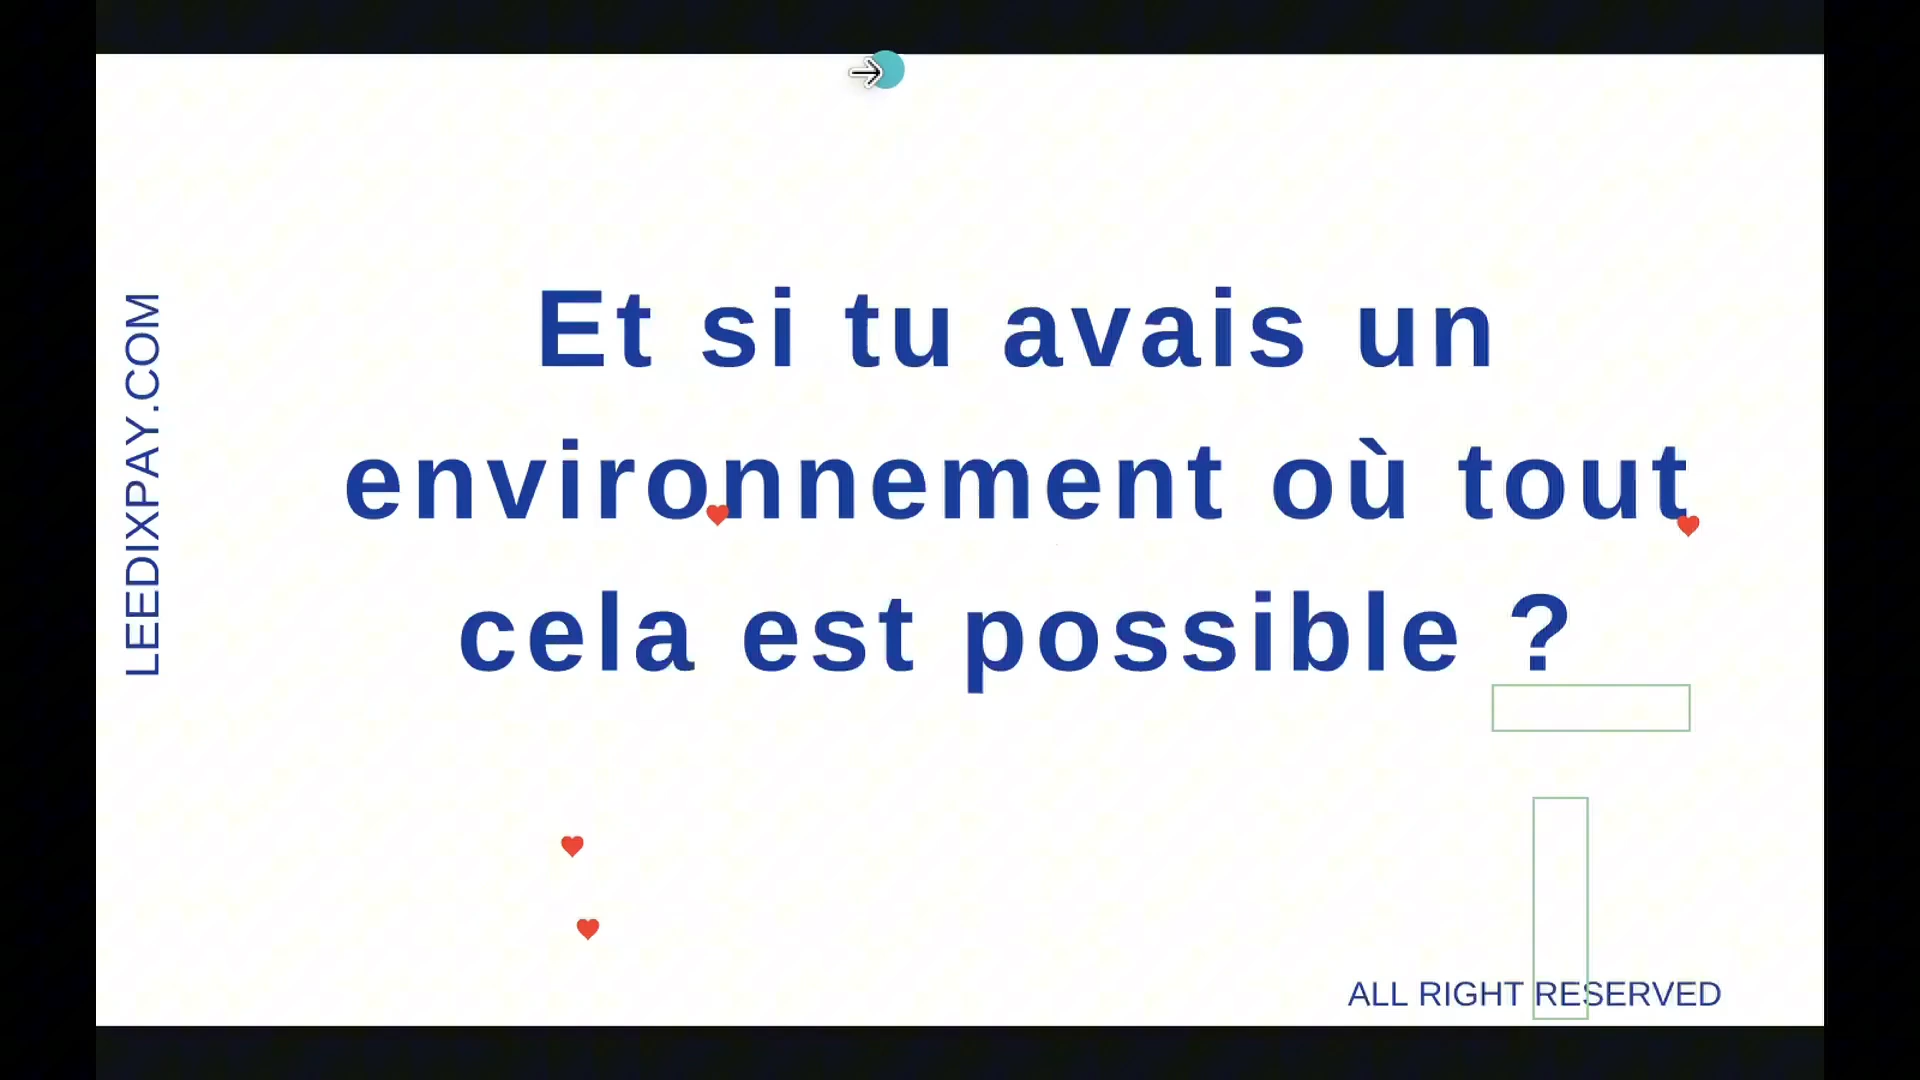 LEEDIXPAY.COM
Et si tu avais un
environnement où tout
cela est possible ?
ALL RIGHT RESERVED